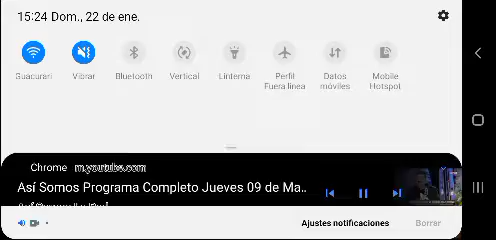 15:24 Dom., 22 de ene.
Guacurari Vibrar Bluetooth Vertical Linterna Perfil Fuera línea Datos móviles Mobile Hotspot
Chrome m.youtube.com
Así Somos Programa Completo Jueves 09 de Ma..
Ajustes notificaciones Borrar